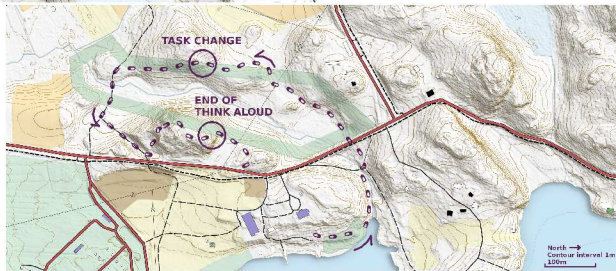 TASK CHANGE
END OF
THINK ALOUD
North →
Contour interval 1m
100m